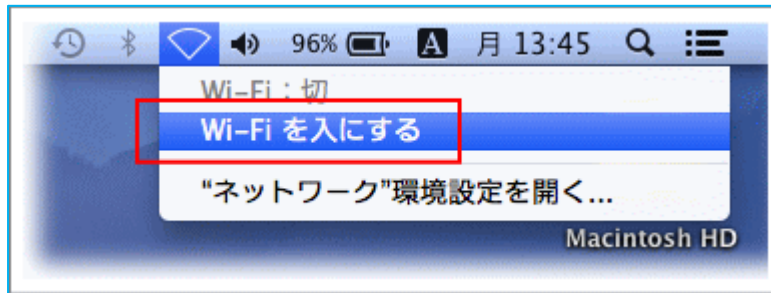 96% A 月 13:45
Wi-Fi：切
Wi-Fi を入にする
“ネットワーク”環境設定を開く...
Macintosh HD